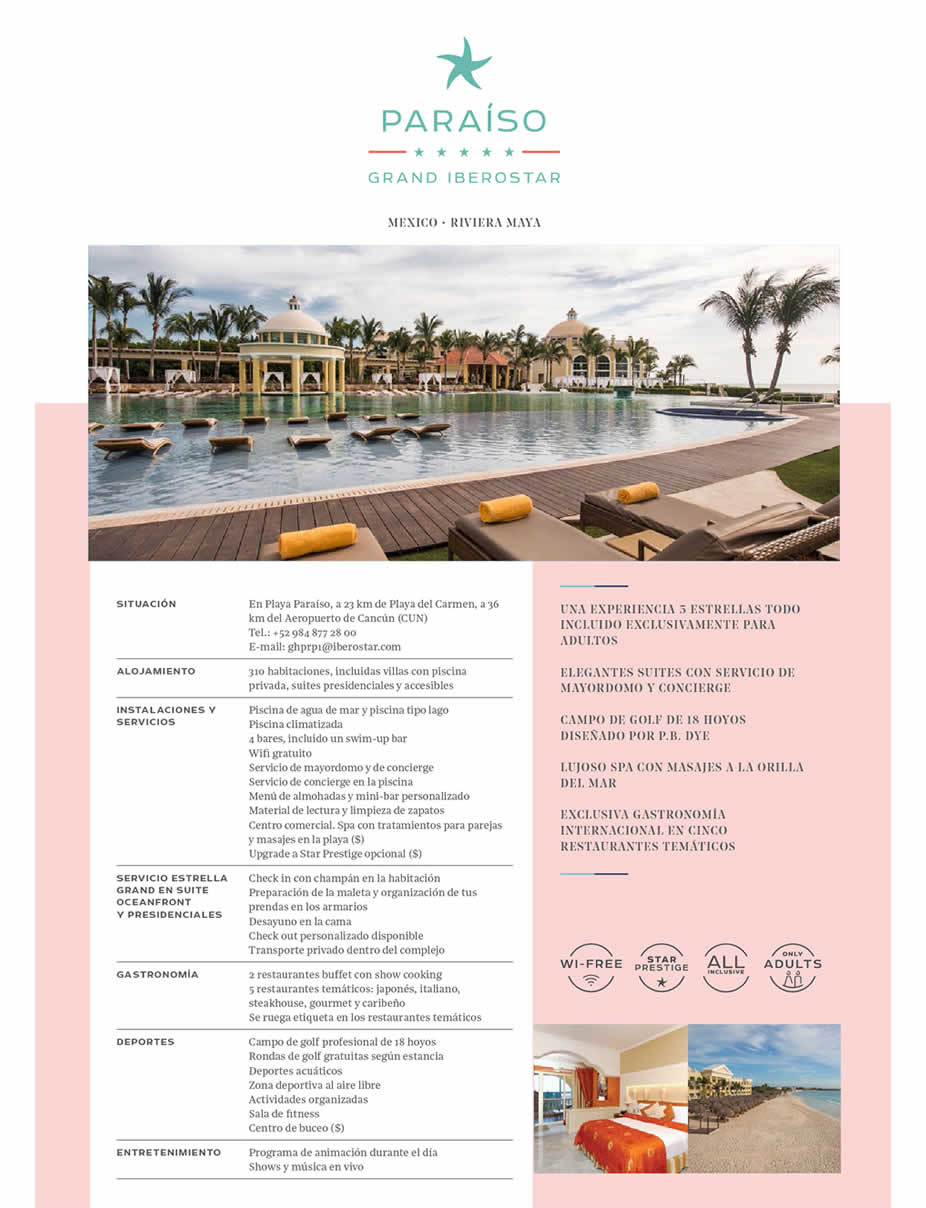 PARAÍSO
GRAND IBEROSTAR
MEXICO · RIVIERA MAYA
SITUACIÓN
En Playa Paraíso, a 23 km de Playa del Carmen, a 36
km del Aeropuerto de Cancún (CUN)
Tel.: +52 984 877 28 00
E-mail: ghprp1@iberostar.com
ALOJAMIENTO
310 habitaciones, incluidas villas con piscina
privada, suites presidenciales y accesibles
INSTALACIONES Y
SERVICIOS
Piscina de agua de mar y piscina tipo lago
Piscina climatizada
4 bares, incluido un swim-up bar
Wifi gratuito
Servicio de mayordomo y de concierge
Servicio de concierge en la piscina
Menú de almohadas y mini-bar personalizado
Material de lectura y limpieza de zapatos
Centro comercial. Spa con tratamientos para parejas
y masajes en la playa ($)
Upgrade a Star Prestige opcional ($)
SERVICIO ESTRELLA
GRAND EN SUITE
OCEANFRONT
Y PRESIDENCIALES
Check in con champán en la habitación
Preparación de la maleta y organización de tus
prendas en los armarios
Desayuno en la cama
Check out personalizado disponible
Transporte privado dentro del complejo
GASTRONOMÍA
2 restaurantes buffet con show cooking
5 restaurantes temáticos: japonés, italiano,
steakhouse, gourmet y caribeño
Se ruega etiqueta en los restaurantes temáticos
DEPORTES
Campo de golf profesional de 18 hoyos
Rondas de golf gratuitas según estancia
Deportes acuáticos
Zona deportiva al aire libre
Actividades organizadas
Sala de fitness
Centro de buceo ($)
ENTRETENIMIENTO
Programa de animación durante el día
Shows y música en vivo
UNA EXPERIENCIA 5 ESTRELLAS TODO
INCLUIDO EXCLUSIVAMENTE PARA
ADULTOS
ELEGANTES SUITES CON SERVICIO DE
MAYORDOMO Y CONCIERGE
CAMPO DE GOLF DE 18 HOYOS
DISEÑADO POR P.B. DYE
LUJOSO SPA CON MASAJES A LA ORILLA
DEL MAR
EXCLUSIVA GASTRONOMÍA
INTERNACIONAL EN CINCO
RESTAURANTES TEMÁTICOS
WI-FREE
STAR
PRESTIGE
ALL
INCLUSIVE
ONLY
ADULTS